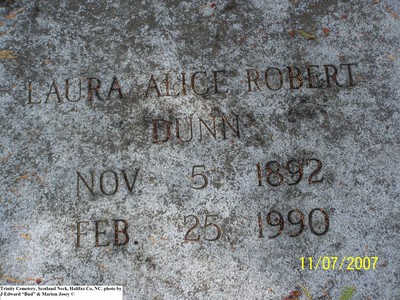 LAURA ALICE ROBERT
DUNN
NOV. 5 1892
FEB. 25 1990
11/07/2007
Trinity Cemetery, Scotland Neck, Halifax Co, NC. photo by
J Edward "Bud" & Marion Josey ©